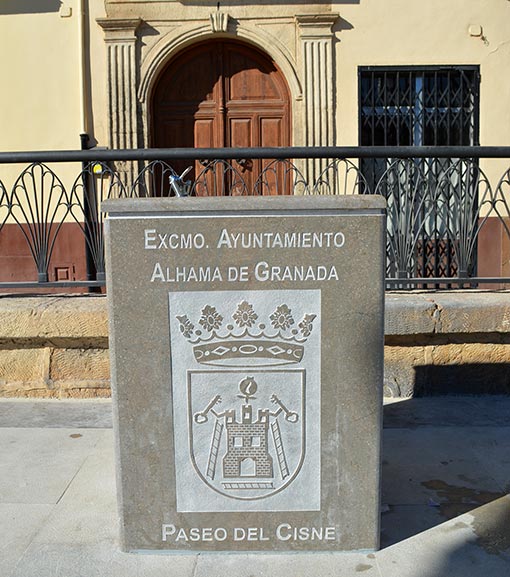 Excmo. Ayuntamiento
Alhama de Granada
Paseo del Cisne